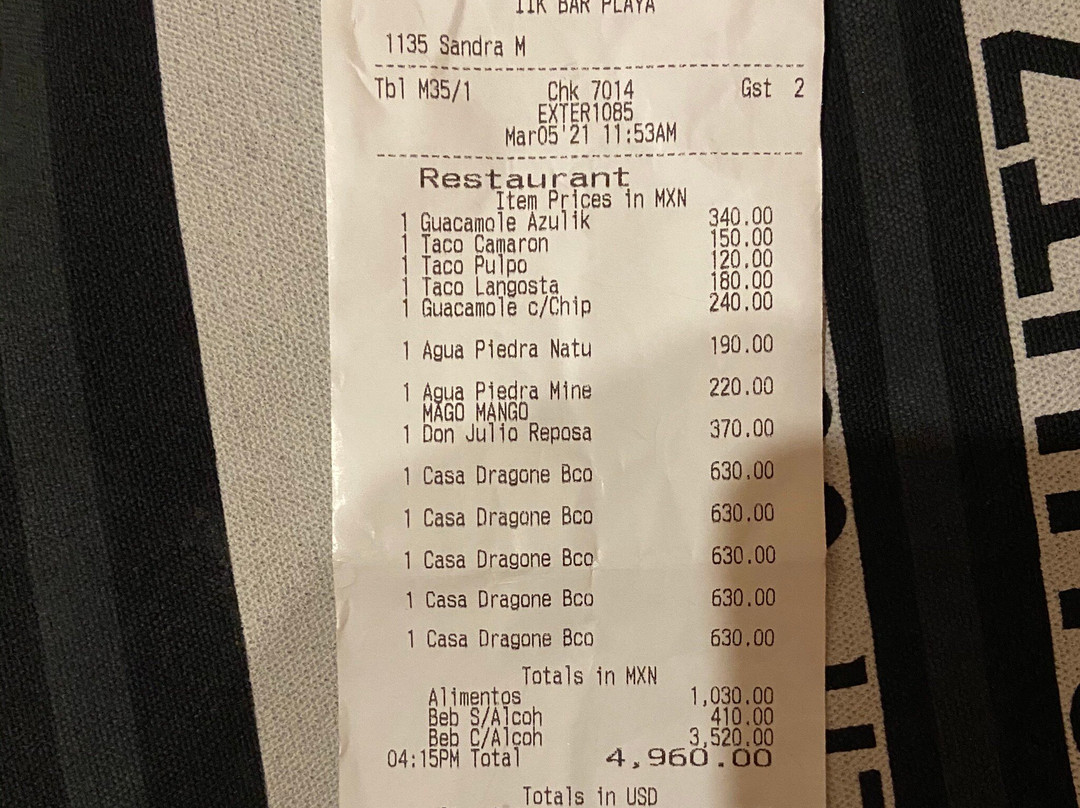 IIK BAR PLAYA
1135 Sandra M
Tbl M35/1 Chk 7014 Gst 2
EXTER1085
Mar05'21 11:53AM
Restaurant
Item Prices in MXN
1 Guacamole Azulik 340.00
1 Taco Camaron 150.00
1 Taco Pulpo 120.00
1 Taco Langosta 180.00
1 Guacamole c/Chip 240.00
1 Agua Piedra Natu 190.00
1 Agua Piedra Mine 220.00
MAGO MANGO
1 Don Julio Reposa 370.00
1 Casa Dragone Bco 630.00
1 Casa Dragone Bco 630.00
1 Casa Dragone Bco 630.00
1 Casa Dragone Bco 630.00
1 Casa Dragone Bco 630.00
Totals in MXN
Alimentos 1,030.00
Beb S/Alcoh 410.00
Beb C/Alcoh 3,520.00
04:15PM Total 4,960.00
Totals in USD